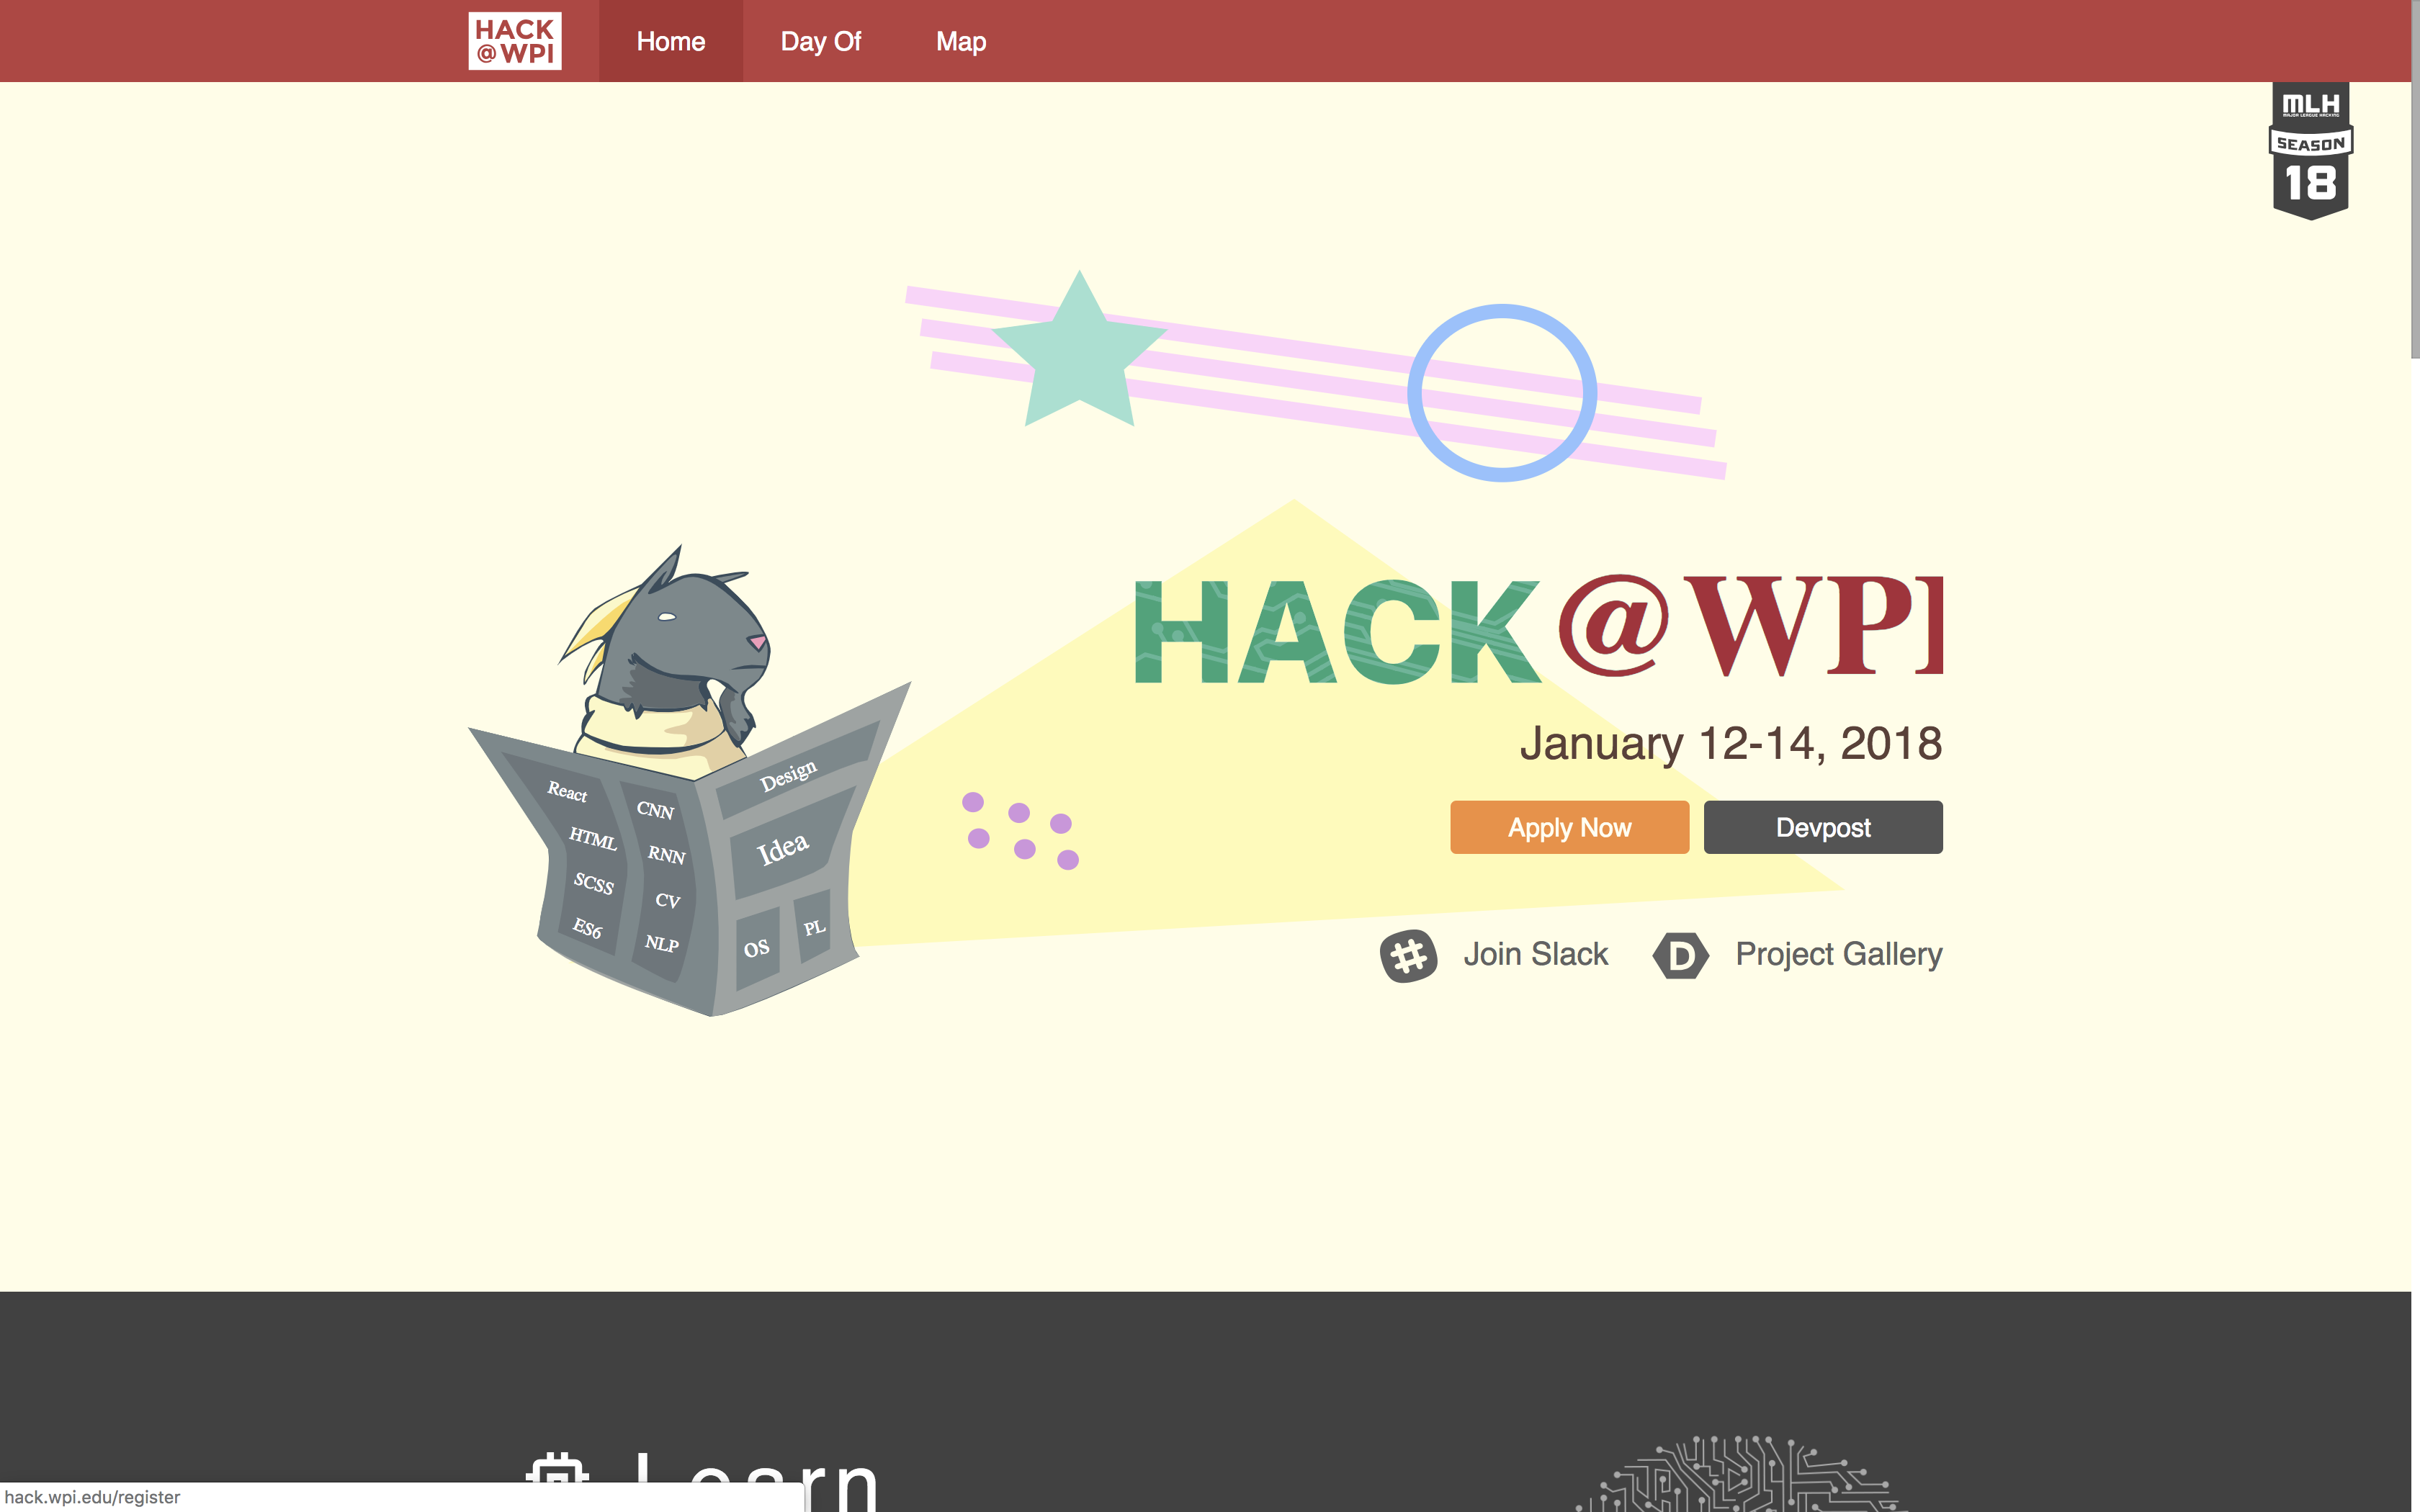 HACK
@WPI
Home
Day Of
Map
MLH
MAJOR LEAGUE HACKING
SEASON
18
HACK@WPI
January 12-14, 2018
Apply Now
Devpost
Join Slack
D
Project Gallery
React
HTML
SCSS
ES6
CNN
RNN
CV
NLP
Design
Idea
OS
PL
Learn
hack.wpi.edu/register